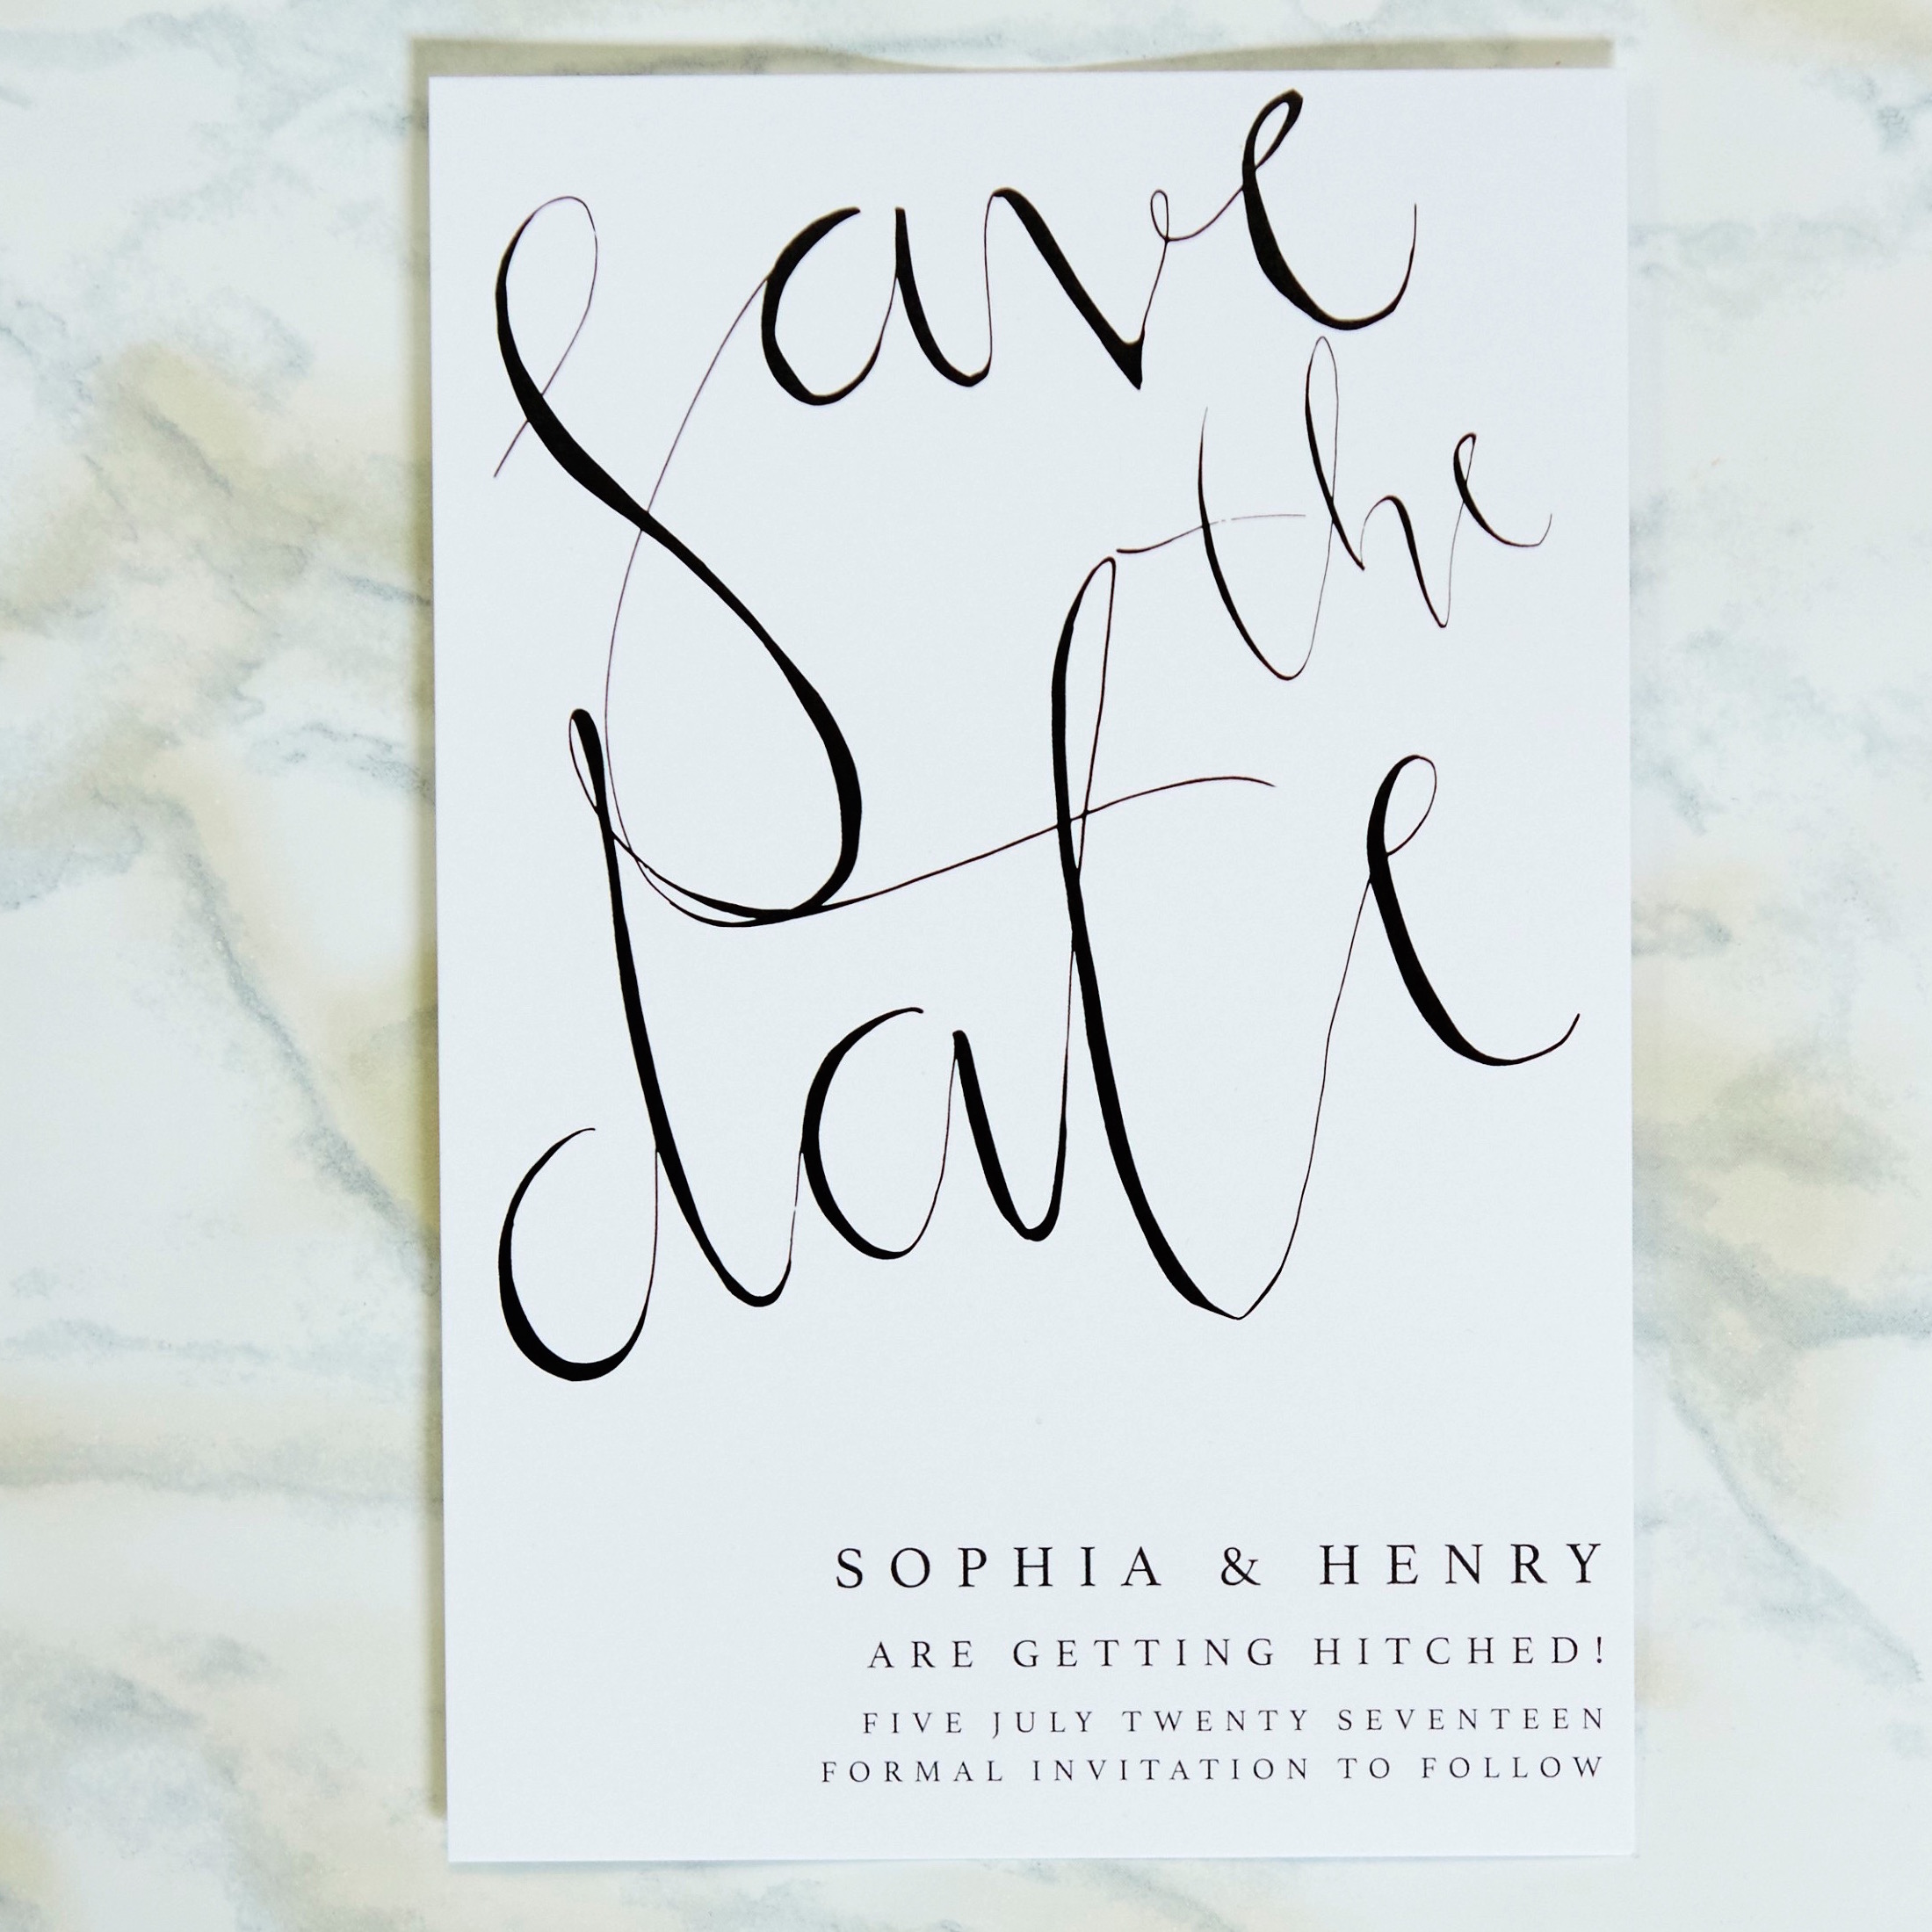 Save
the
date
SOPHIA & HENRY
ARE GETTING HITCHED!
FIVE JULY TWENTY SEVENTEEN
FORMAL INVITATION TO FOLLOW